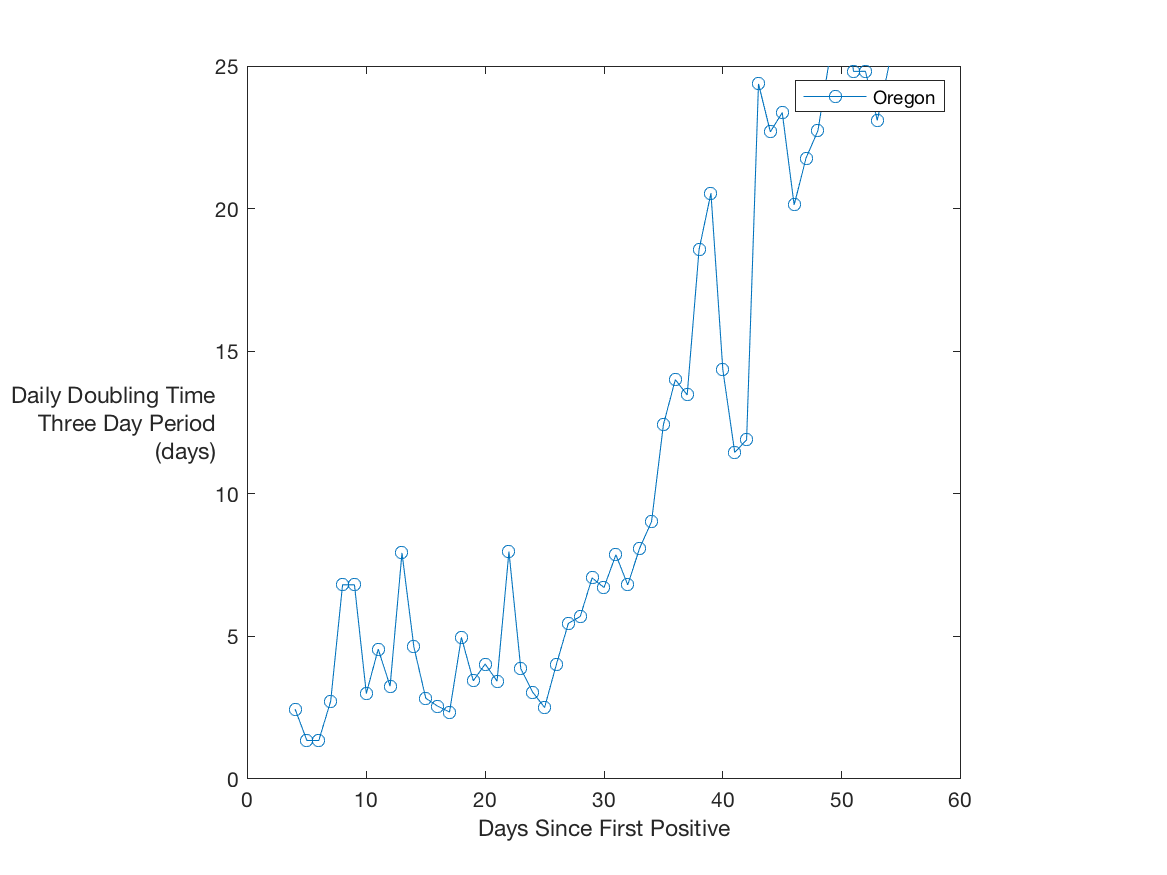 25
20
15
10
5
0
Daily Doubling Time
Three Day Period
(days)
Oregon
0 10 20 30 40 50 60
Days Since First Positive